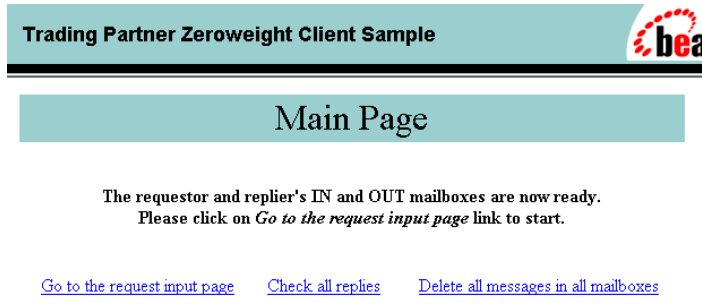 Trading Partner Zeroweight Client Sample
bea
Main Page
The requestor and replier's IN and OUT mailboxes are now ready.
Please click on Go to the request input page link to start.
Go to the request input page Check all replies Delete all messages in all mailboxes